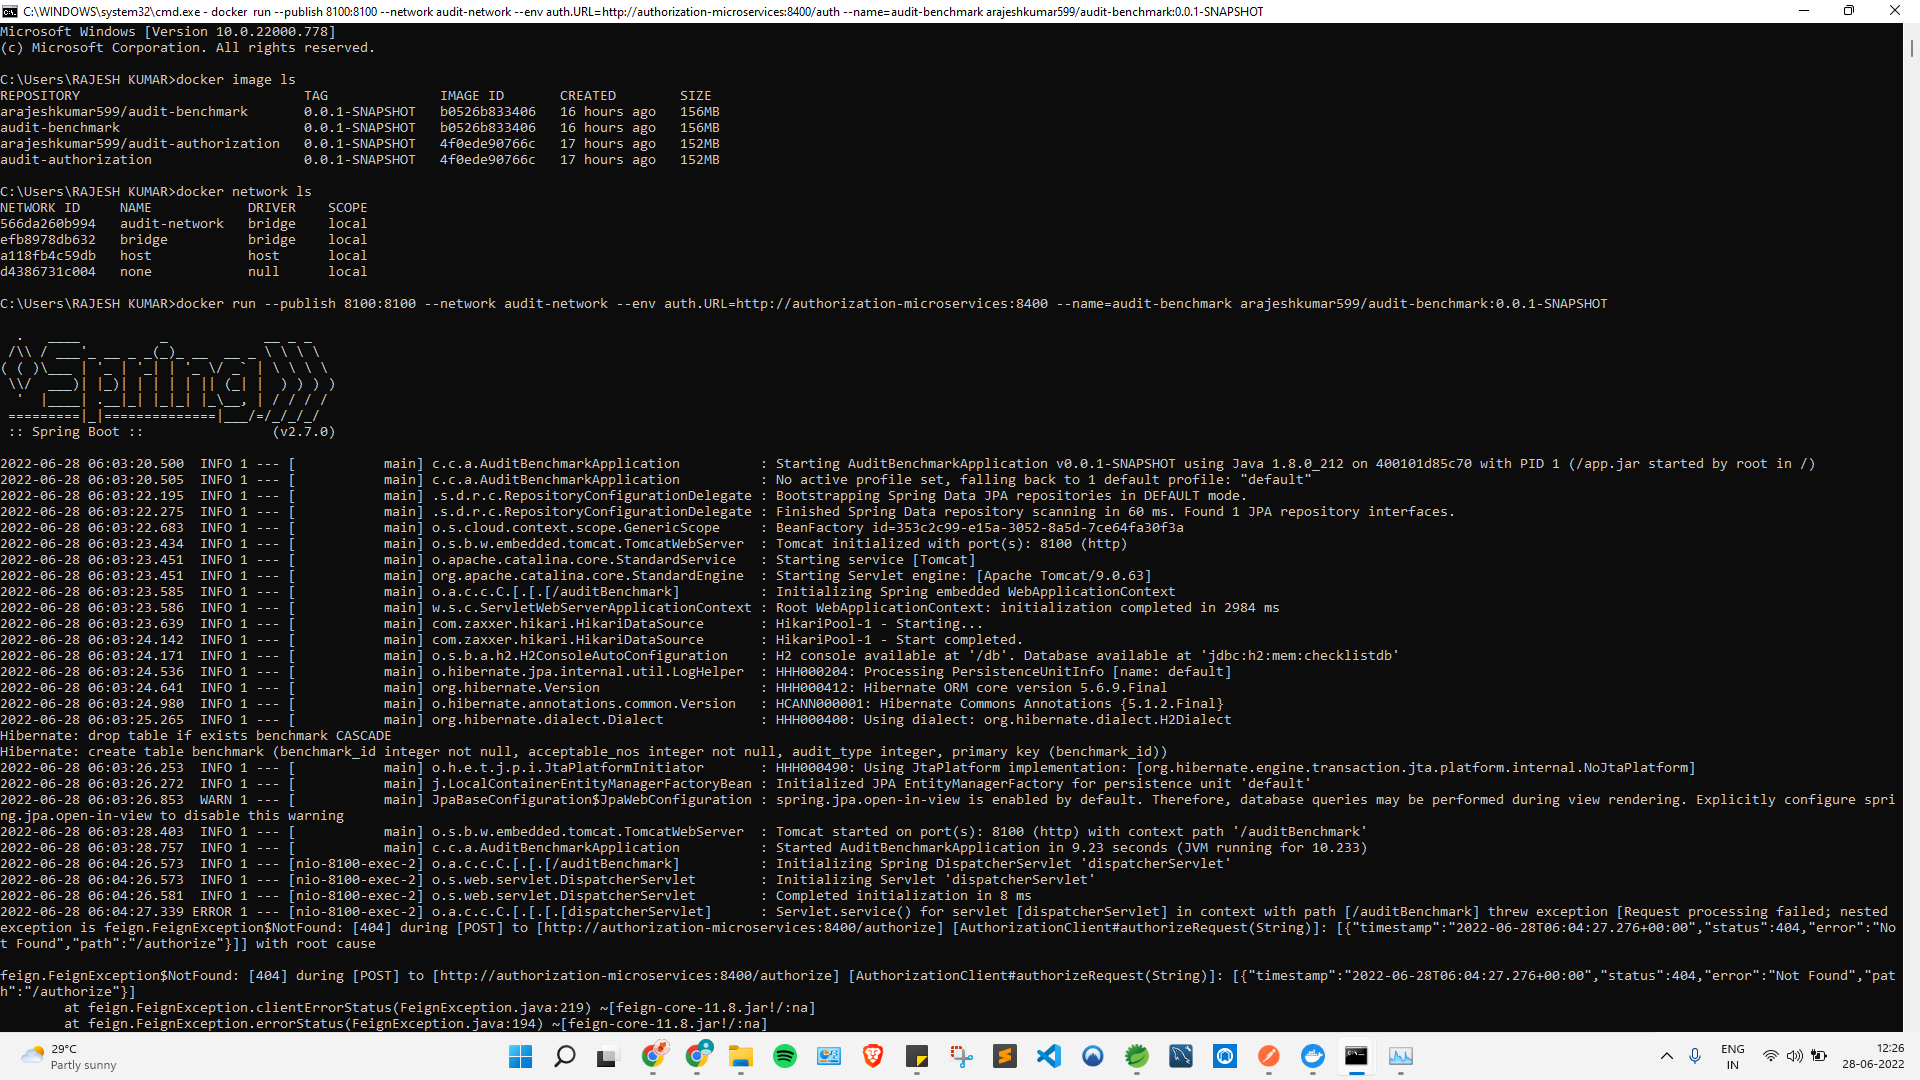 C:\WINDOWS\system32\cmd.exe - docker run --publish 8100:8100 --network audit-network --env auth.URL=http://authorization-microservices:8400/auth --name=audit-benchmark arajeshkumar599/audit-benchmark:0.0.1-SNAPSHOT
Microsoft Windows [Version 10.0.22000.778]
(c) Microsoft Corporation. All rights reserved.
C:\Users\RAJESH KUMAR>docker image ls
REPOSITORY TAG IMAGE ID CREATED SIZE
arajeshkumar599/audit-benchmark 0.0.1-SNAPSHOT b0526b833406 16 hours ago 156MB
audit-benchmark 0.0.1-SNAPSHOT b0526b833406 16 hours ago 156MB
arajeshkumar599/audit-authorization 0.0.1-SNAPSHOT 4f0ede90766c 17 hours ago 152MB
audit-authorization 0.0.1-SNAPSHOT 4f0ede90766c 17 hours ago 152MB
C:\Users\RAJESH KUMAR>docker network ls
NETWORK ID NAME DRIVER SCOPE
566da260b994 audit-network bridge local
efb8978db632 bridge bridge local
a118fb4c59db host host local
d4386731c004 none null local
C:\Users\RAJESH KUMAR>docker run --publish 8100:8100 --network audit-network --env auth.URL=http://authorization-microservices:8400 --name=audit-benchmark arajeshkumar599/audit-benchmark:0.0.1-SNAPSHOT
Spring
:: Spring Boot :: (v2.7.0)
2022-06-28 06:03:20.500 INFO 1 --- [ main] c.c.a.AuditBenchmarkApplication : Starting AuditBenchmarkApplication v0.0.1-SNAPSHOT using Java 1.8.0_212 on 400101d85c70 with PID 1 (/app.jar started by root in /)
2022-06-28 06:03:20.505 INFO 1 --- [ main] c.c.a.AuditBenchmarkApplication : No active profile set, falling back to 1 default profile: "default"
2022-06-28 06:03:22.195 INFO 1 --- [ main] .s.d.r.c.RepositoryConfigurationDelegate : Bootstrapping Spring Data JPA repositories in DEFAULT mode.
2022-06-28 06:03:22.275 INFO 1 --- [ main] .s.d.r.c.RepositoryConfigurationDelegate : Finished Spring Data repository scanning in 60 ms. Found 1 JPA repository interfaces.
2022-06-28 06:03:22.683 INFO 1 --- [ main] o.s.cloud.context.scope.GenericScope : BeanFactory id=353c2c99-e15a-3052-8a5d-7ce64fa30f3a
2022-06-28 06:03:23.434 INFO 1 --- [ main] o.s.b.w.embedded.tomcat.TomcatWebServer : Tomcat initialized with port(s): 8100 (http)
2022-06-28 06:03:23.451 INFO 1 --- [ main] o.apache.catalina.core.StandardService : Starting service [Tomcat]
2022-06-28 06:03:23.451 INFO 1 --- [ main] org.apache.catalina.core.StandardEngine : Starting Servlet engine: [Apache Tomcat/9.0.63]
2022-06-28 06:03:23.585 INFO 1 --- [ main] o.a.c.c.C.[.[.[/auditBenchmark] : Initializing Spring embedded WebApplicationContext
2022-06-28 06:03:23.586 INFO 1 --- [ main] w.s.c.ServletWebServerApplicationContext : Root WebApplicationContext: initialization completed in 2984 ms
2022-06-28 06:03:23.639 INFO 1 --- [ main] com.zaxxer.hikari.HikariDataSource : HikariPool-1 - Starting...
2022-06-28 06:03:24.142 INFO 1 --- [ main] com.zaxxer.hikari.HikariDataSource : HikariPool-1 - Start completed.
2022-06-28 06:03:24.171 INFO 1 --- [ main] o.s.b.a.h2.H2ConsoleAutoConfiguration : H2 console available at '/db'. Database available at 'jdbc:h2:mem:checklistdb'
2022-06-28 06:03:24.536 INFO 1 --- [ main] o.hibernate.jpa.internal.util.LogHelper : HHH000204: Processing PersistenceUnitInfo [name: default]
2022-06-28 06:03:24.641 INFO 1 --- [ main] org.hibernate.Version : HHH000412: Hibernate ORM core version 5.6.9.Final
2022-06-28 06:03:24.980 INFO 1 --- [ main] o.hibernate.annotations.common.Version : HCANN000001: Hibernate Commons Annotations {5.1.2.Final}
2022-06-28 06:03:25.265 INFO 1 --- [ main] org.hibernate.dialect.Dialect : HHH000400: Using dialect: org.hibernate.dialect.H2Dialect
Hibernate: drop table if exists benchmark CASCADE
Hibernate: create table benchmark (benchmark_id integer not null, acceptable_nos integer not null, audit_type integer, primary key (benchmark_id))
2022-06-28 06:03:26.253 INFO 1 --- [ main] o.h.e.t.j.p.i.JtaPlatformInitiator : HHH000490: Using JtaPlatform implementation: [org.hibernate.engine.transaction.jta.platform.internal.NoJtaPlatform]
2022-06-28 06:03:26.272 INFO 1 --- [ main] j.LocalContainerEntityManagerFactoryBean : Initialized JPA EntityManagerFactory for persistence unit 'default'
2022-06-28 06:03:26.853 WARN 1 --- [ main] JpaBaseConfiguration$JpaWebConfiguration : spring.jpa.open-in-view is enabled by default. Therefore, database queries may be performed during view rendering. Explicitly configure spri
ng.jpa.open-in-view to disable this warning
2022-06-28 06:03:28.403 INFO 1 --- [ main] o.s.b.w.embedded.tomcat.TomcatWebServer : Tomcat started on port(s): 8100 (http) with context path '/auditBenchmark'
2022-06-28 06:03:28.757 INFO 1 --- [ main] c.c.a.AuditBenchmarkApplication : Started AuditBenchmarkApplication in 9.23 seconds (JVM running for 10.233)
2022-06-28 06:04:26.573 INFO 1 --- [nio-8100-exec-2] o.a.c.c.C.[.[.[/auditBenchmark] : Initializing Spring DispatcherServlet 'dispatcherServlet'
2022-06-28 06:04:26.573 INFO 1 --- [nio-8100-exec-2] o.s.web.servlet.DispatcherServlet : Initializing Servlet 'dispatcherServlet'
2022-06-28 06:04:26.581 INFO 1 --- [nio-8100-exec-2] o.s.web.servlet.DispatcherServlet : Completed initialization in 8 ms
2022-06-28 06:04:27.339 ERROR 1 --- [nio-8100-exec-2] o.a.c.c.C.[.[.[.[dispatcherServlet] : Servlet.service() for servlet [dispatcherServlet] in context with path [/auditBenchmark] threw exception [Request processing failed; nested
exception is feign.FeignException$NotFound: [404] during [POST] to [http://authorization-microservices:8400/authorize] [AuthorizationClient#authorizeRequest(String)]: [{"timestamp":"2022-06-28T06:04:27.276+00:00","status":404,"error":"No
t Found","path":"/authorize"}]] with root cause
feign.FeignException$NotFound: [404] during [POST] to [http://authorization-microservices:8400/authorize] [AuthorizationClient#authorizeRequest(String)]: [{"timestamp":"2022-06-28T06:04:27.276+00:00","status":404,"error":"Not Found","pat
h":"/authorize"}]
at feign.FeignException.clientErrorStatus(FeignException.java:219) ~[feign-core-11.8.jar!/:na]
at feign.FeignException.errorStatus(FeignException.java:194) ~[feign-core-11.8.jar!/:na]
29°C
Partly sunny
ENG
IN
12:26
28-06-2022